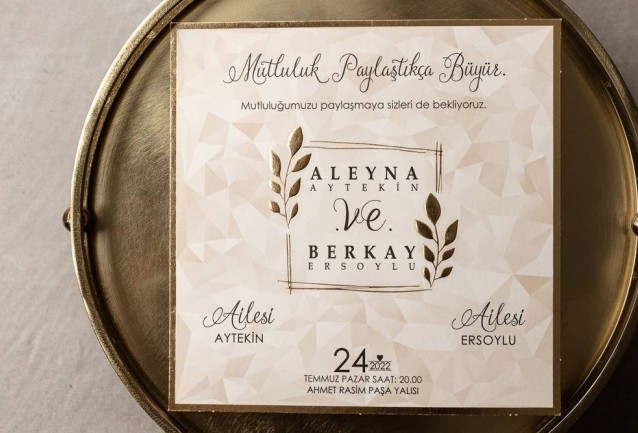 Mutluluk Paylaştıkça Büyür.
Mutluluğumuzu paylaşmaya sizleri de bekliyoruz.
ALEYNA
AYTEKİN
.ve.
BERKAY
ERSOYLU
Ailesi
AYTEKİN
Ailesi
ERSOYLU
24 2022
TEMMUZ PAZAR SAAT: 20.00
AHMET RASİM PAŞA YALISI